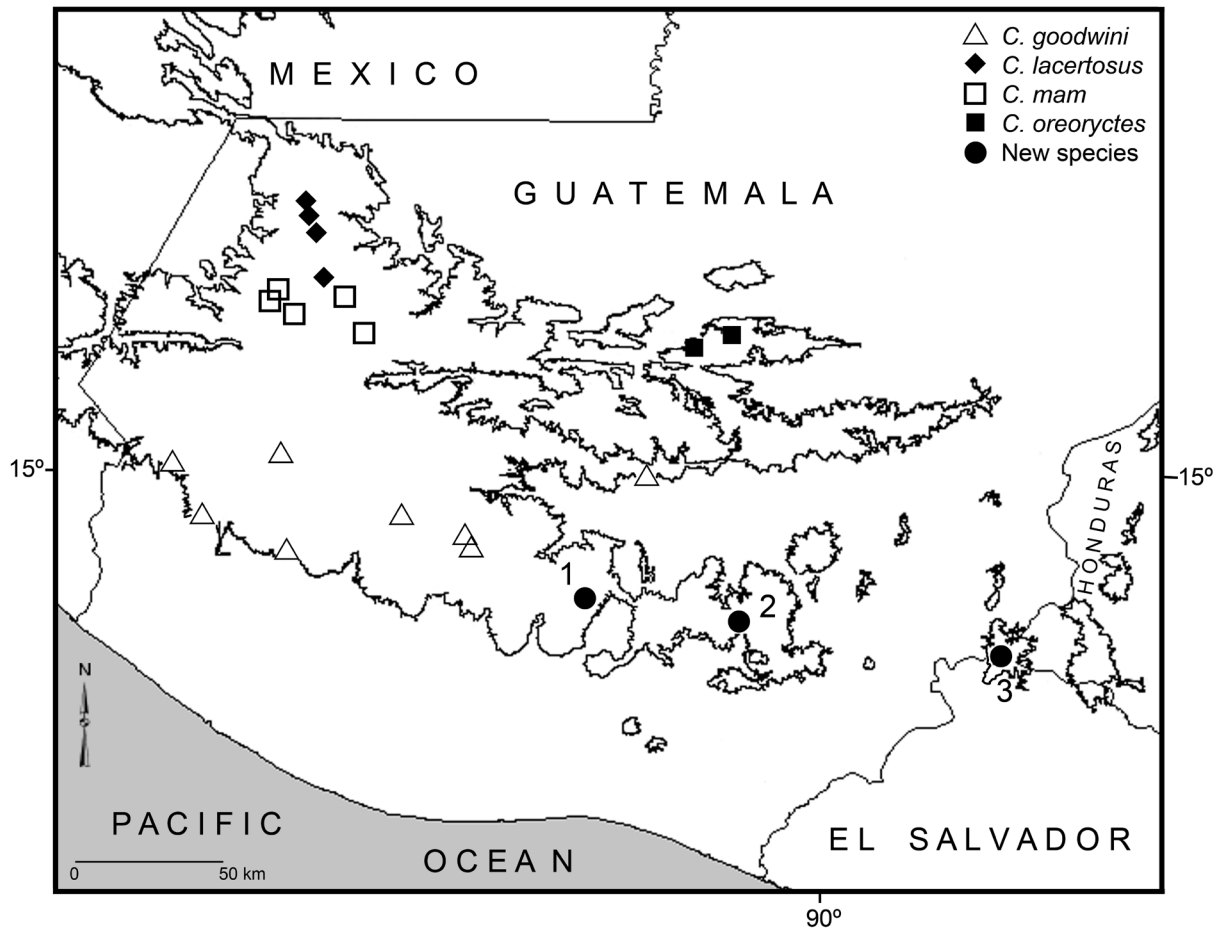 C. goodwini
C. lacertosus
C. mam
C. oreoryctes
New species
MEXICO
GUATEMALA
HONDURAS
15º
15º
1
2
3
N
PACIFIC
OCEAN
EL SALVADOR
0
50 km
90º